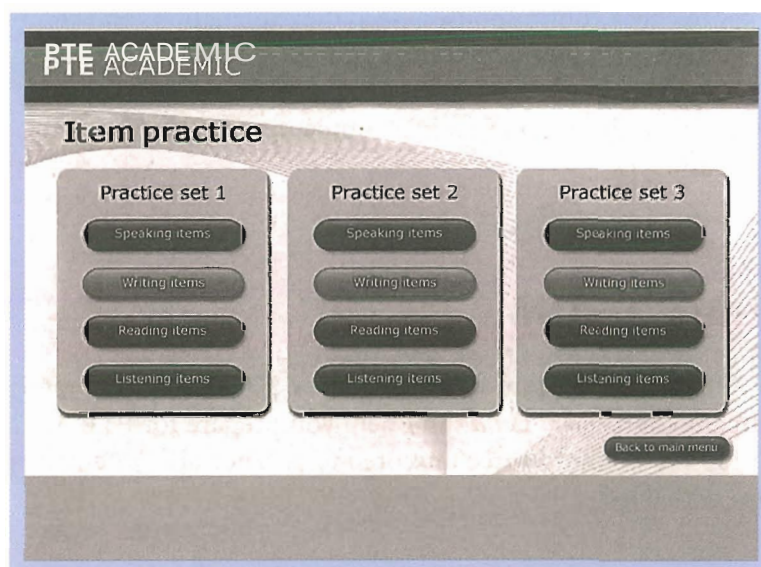 PTE ACADEMIC
PTE ACADEMIC
Item practice
Practice set 1
Speaking items
Writing items
Reading items
Listening items
Practice set 2
Speaking items
Writing items
Reading items
Listening items
Practice set 3
Speaking items
Writing items
Reading items
Listening items
Back to main menu